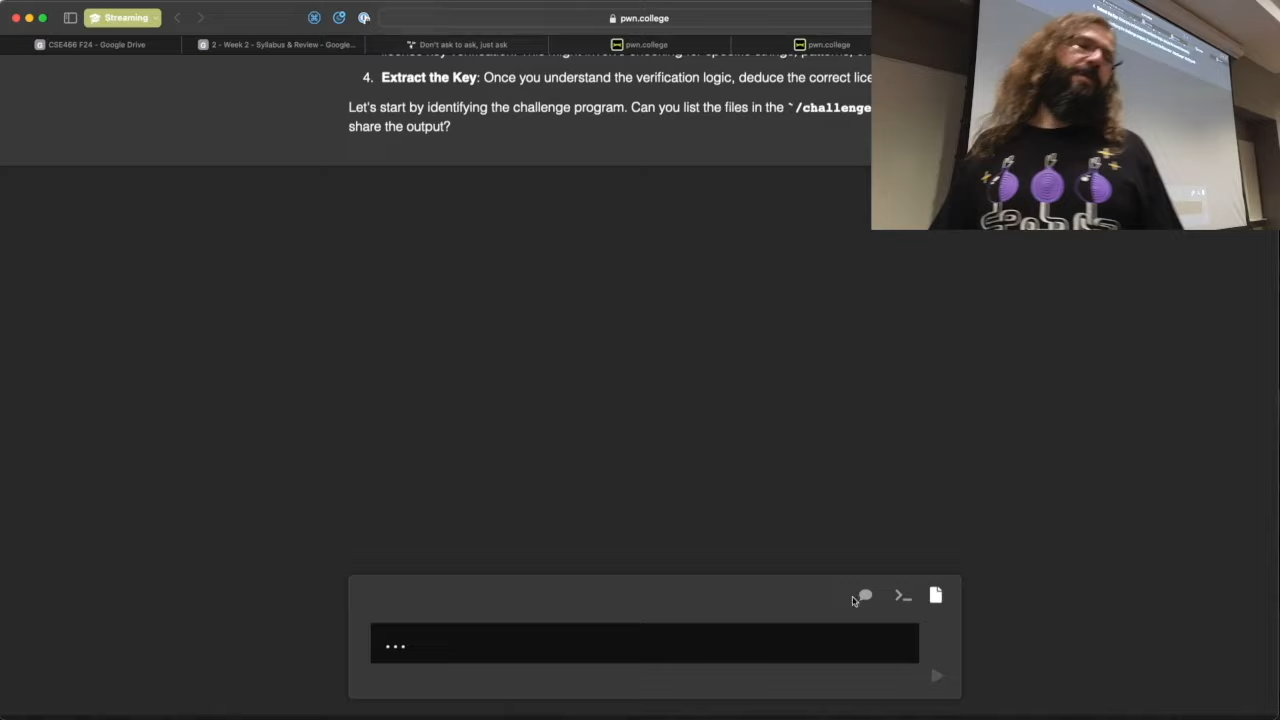 Streaming
pwn.college
CSE466 F24 - Google Drive
2 - Week 2 - Syllabus & Review - Google...
Don't ask to ask, just ask
pwn.college
pwn.college
4. Extract the Key: Once you understand the verification logic, deduce the correct lice
Let's start by identifying the challenge program. Can you list the files in the `/challenge
share the output?
...